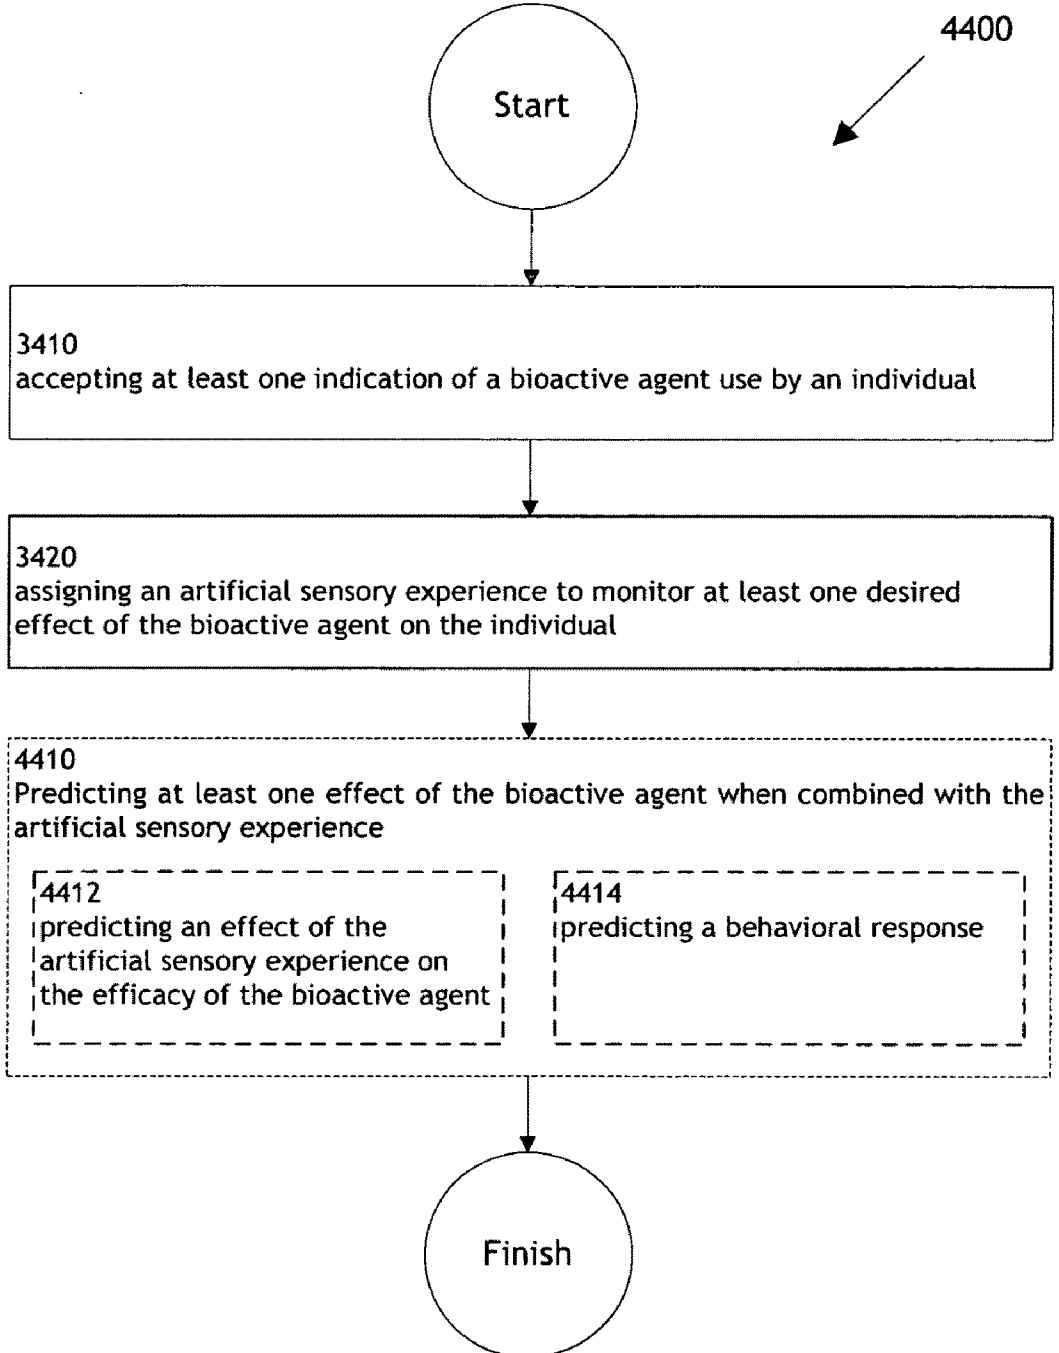 4400
Start
3410
accepting at least one indication of a bioactive agent use by an individual
3420
assigning an artificial sensory experience to monitor at least one desired
effect of the bioactive agent on the individual
4410
Predicting at least one effect of the bioactive agent when combined with the
artificial sensory experience
4412
predicting an effect of the
artificial sensory experience on
the efficacy of the bioactive agent
4414
predicting a behavioral response
Finish